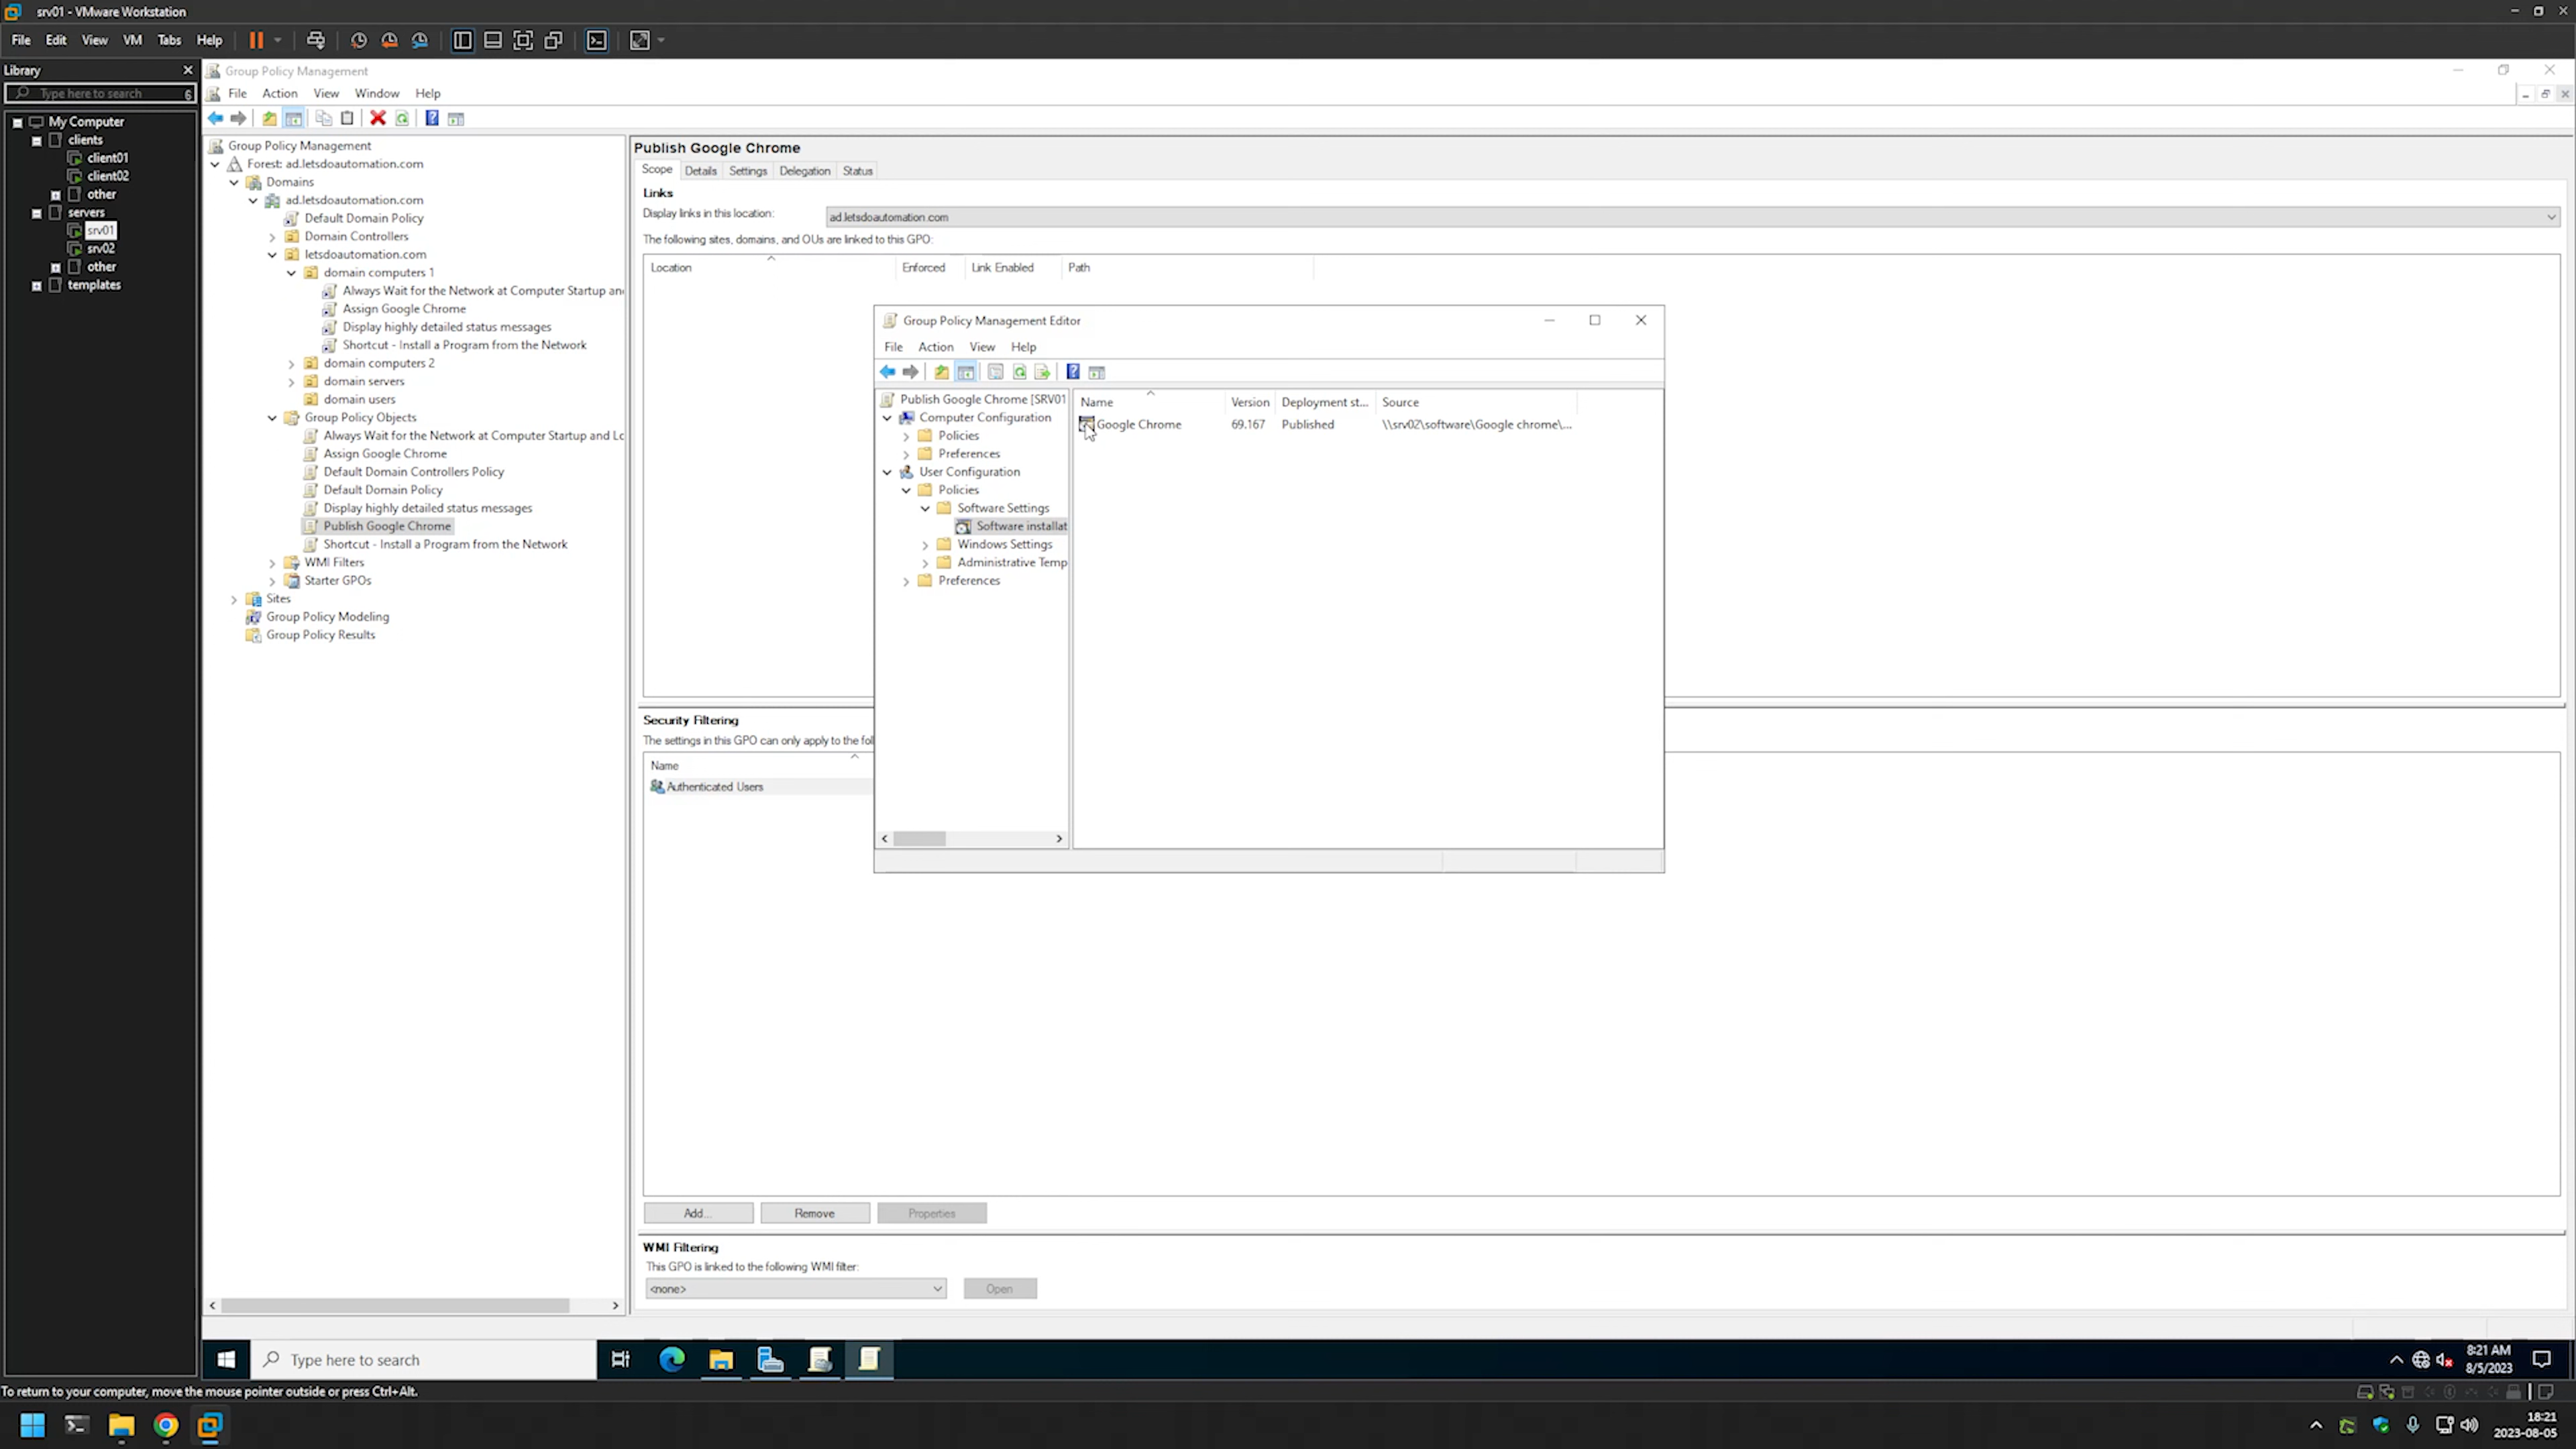 srv01 - VMware Workstation
File Edit View VM Tabs Help
Library
Type here to search 6
My Computer
clients
client01
client02
other
servers
srv01
srv02
other
templates
Group Policy Management
File Action View Window Help
Group Policy Management
Forest: ad.letsdoautomation.com
Domains
ad.letsdoautomation.com
Default Domain Policy
Domain Controllers
letsdoautomation.com
domain computers 1
Always Wait for the Network at Computer Startup an
Assign Google Chrome
Display highly detailed status messages
Shortcut - Install a Program from the Network
domain computers 2
domain servers
domain users
Group Policy Objects
Always Wait for the Network at Computer Startup and Lo
Assign Google Chrome
Default Domain Controllers Policy
Default Domain Policy
Display highly detailed status messages
Publish Google Chrome
Shortcut - Install a Program from the Network
WMI Filters
Starter GPOs
Sites
Group Policy Modeling
Group Policy Results
Publish Google Chrome
Scope Details Settings Delegation Status
Links
Display links in this location: ad.letsdoautomation.com
The following sites, domains, and OUs are linked to this GPO:
Location Enforced Link Enabled Path
Group Policy Management Editor
File Action View Help
Publish Google Chrome [SRV01
Computer Configuration
Policies
Preferences
User Configuration
Policies
Software Settings
Software installat
Windows Settings
Administrative Temp
Preferences
Name Version Deployment st... Source
Google Chrome 69.167 Published \\srv02\software\Google chrome\...
Security Filtering
The settings in this GPO can only apply to the fol
Name
Authenticated Users
Add... Remove Properties
WMI Filtering
This GPO is linked to the following WMI filter:
<none> Open
Type here to search
8:21 AM
8/5/2023
To return to your computer, move the mouse pointer outside or press Ctrl+Alt.
18:21
2023-08-05